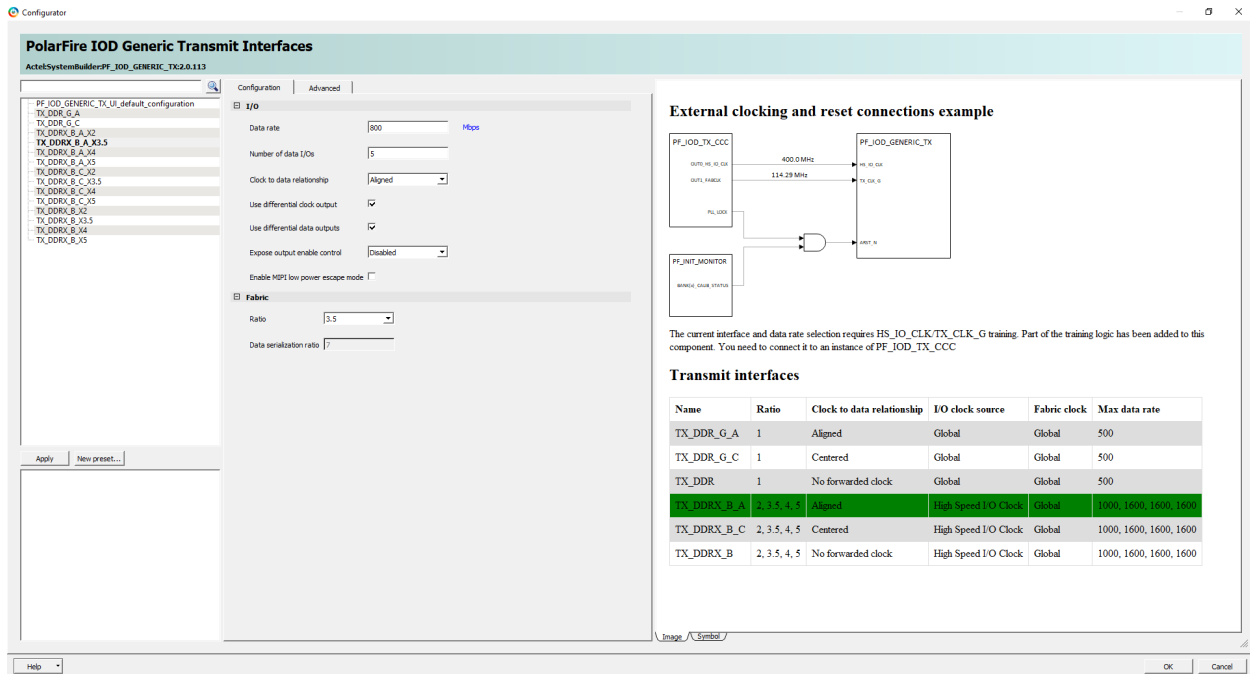 Configurator
PolarFire IOD Generic Transmit Interfaces
Actel:SystemBuilder:PF_IOD_GENERIC_TX:2.0.113
PF_IOD_GENERIC_TX_UI_default_configuration
TX_DDR_G_A
TX_DDR_G_C
TX_DDRX_B_A_X2
TX_DDRX_B_A_X3.5
TX_DDRX_B_A_X4
TX_DDRX_B_A_X5
TX_DDRX_B_C_X2
TX_DDRX_B_C_X3.5
TX_DDRX_B_C_X4
TX_DDRX_B_C_X5
TX_DDRX_B_X2
TX_DDRX_B_X3.5
TX_DDRX_B_X4
TX_DDRX_B_X5
Apply New preset...
Configuration Advanced
I/O
Data rate 800 Mbps
Number of data I/Os 5
Clock to data relationship Aligned
Use differential clock output
Use differential data outputs
Expose output enable control Disabled
Enable MIPI low power escape mode
Fabric
Ratio 3.5
Data serialization ratio 7
External clocking and reset connections example
PF_IOD_TX_CCC PF_IOD_GENERIC_TX
OUT0_HS_IO_CLK 400.0 MHz HS_IO_CLK
OUT1_FABCLK 114.29 MHz TX_CLK_G
PLL_LOCK
ARST_N
PF_INIT_MONITOR
BANK(x)_CALIB_STATUS
The current interface and data rate selection requires HS_IO_CLK/TX_CLK_G training. Part of the training logic has been added to this
component. You need to connect it to an instance of PF_IOD_TX_CCC
Transmit interfaces
Name Ratio Clock to data relationship I/O clock source Fabric clock Max data rate
TX_DDR_G_A 1 Aligned Global Global 500
TX_DDR_G_C 1 Centered Global Global 500
TX_DDR 1 No forwarded clock Global Global 500
TX_DDRX_B_A 2, 3.5, 4, 5 Aligned High Speed I/O Clock Global 1000, 1600, 1600, 1600
TX_DDRX_B_C 2, 3.5, 4, 5 Centered High Speed I/O Clock Global 1000, 1600, 1600, 1600
TX_DDRX_B 2, 3.5, 4, 5 No forwarded clock High Speed I/O Clock Global 1000, 1600, 1600, 1600
Image Symbol
Help OK Cancel